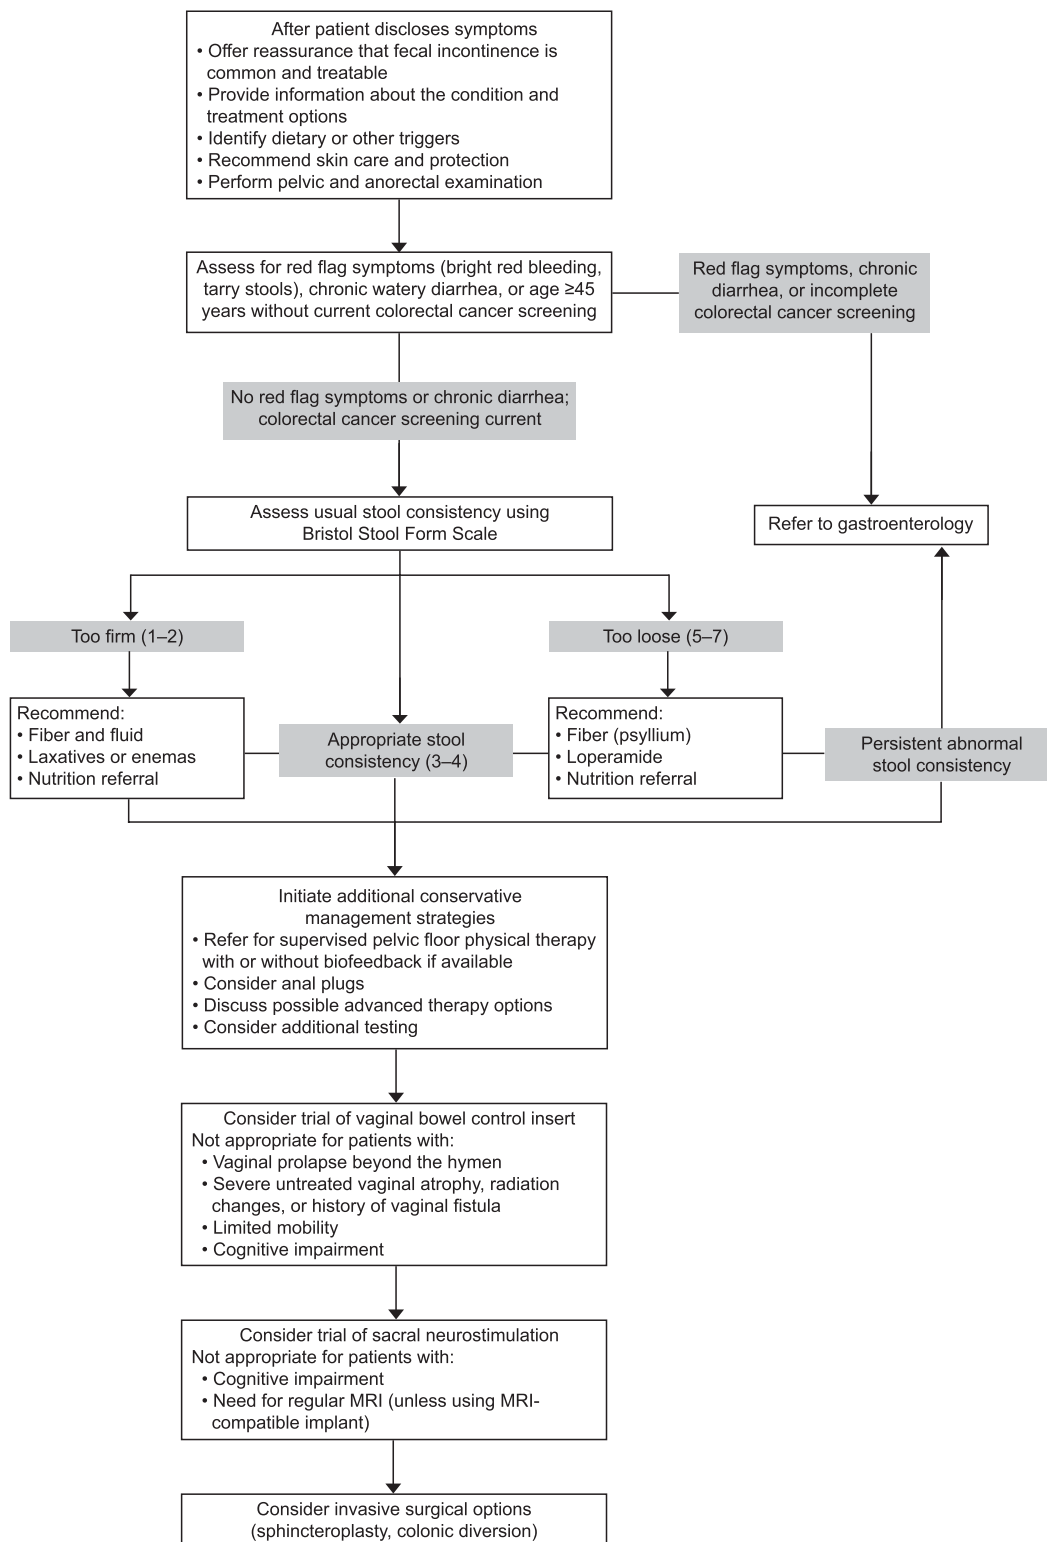 After patient discloses symptoms
• Offer reassurance that fecal incontinence is
common and treatable
• Provide information about the condition and
treatment options
• Identify dietary or other triggers
• Recommend skin care and protection
• Perform pelvic and anorectal examination
Assess for red flag symptoms (bright red bleeding,
tarry stools), chronic watery diarrhea, or age ≥45
years without current colorectal cancer screening
Red flag symptoms, chronic
diarrhea, or incomplete
colorectal cancer screening
No red flag symptoms or chronic diarrhea;
colorectal cancer screening current
Assess usual stool consistency using
Bristol Stool Form Scale
Refer to gastroenterology
Too firm (1–2)
Too loose (5–7)
Recommend:
• Fiber and fluid
• Laxatives or enemas
• Nutrition referral
Appropriate stool
consistency (3–4)
Recommend:
• Fiber (psyllium)
• Loperamide
• Nutrition referral
Persistent abnormal
stool consistency
Initiate additional conservative
management strategies
• Refer for supervised pelvic floor physical therapy
with or without biofeedback if available
• Consider anal plugs
• Discuss possible advanced therapy options
• Consider additional testing
Consider trial of vaginal bowel control insert
Not appropriate for patients with:
• Vaginal prolapse beyond the hymen
• Severe untreated vaginal atrophy, radiation
changes, or history of vaginal fistula
• Limited mobility
• Cognitive impairment
Consider trial of sacral neurostimulation
Not appropriate for patients with:
• Cognitive impairment
• Need for regular MRI (unless using MRI-
compatible implant)
Consider invasive surgical options
(sphincteroplasty, colonic diversion)